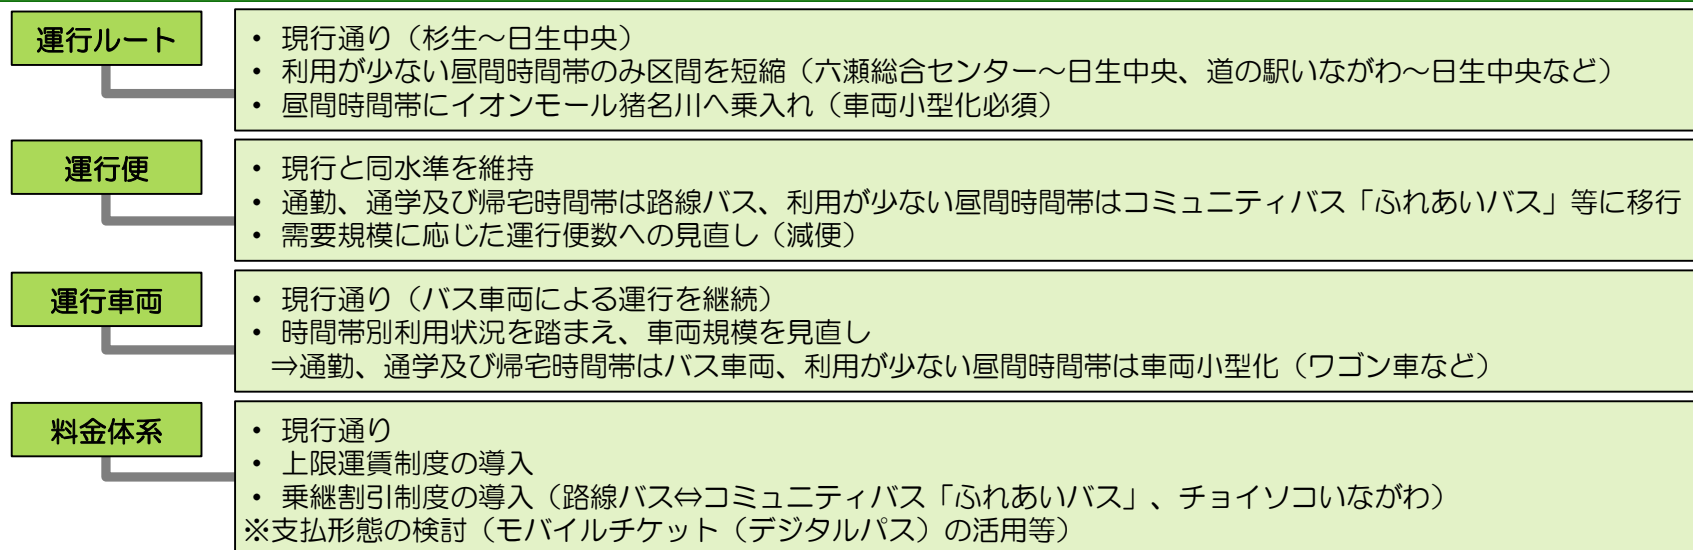 運行ルート
・ 現行通り（杉生～日生中央）
・ 利用が少ない昼間時間帯のみ区間を短縮（六瀬総合センター～日生中央、道の駅いながわ～日生中央など）
・ 昼間時間帯にイオンモール猪名川へ乗入れ（車両小型化必須）
運行便
・ 現行と同水準を維持
・ 通勤、通学及び帰宅時間帯は路線バス、利用が少ない昼間時間帯はコミュニティバス「ふれあいバス」等に移行
・ 需要規模に応じた運行便数への見直し（減便）
運行車両
・ 現行通り（バス車両による運行を継続）
・ 時間帯別利用状況を踏まえ、車両規模を見直し
⇒通勤、通学及び帰宅時間帯はバス車両、利用が少ない昼間時間帯は車両小型化（ワゴン車など）
料金体系
・ 現行通り
・ 上限運賃制度の導入
・ 乗継割引制度の導入（路線バス⇔コミュニティバス「ふれあいバス」、チョイソコいながわ）
※支払形態の検討（モバイルチケット（デジタルパス）の活用等）